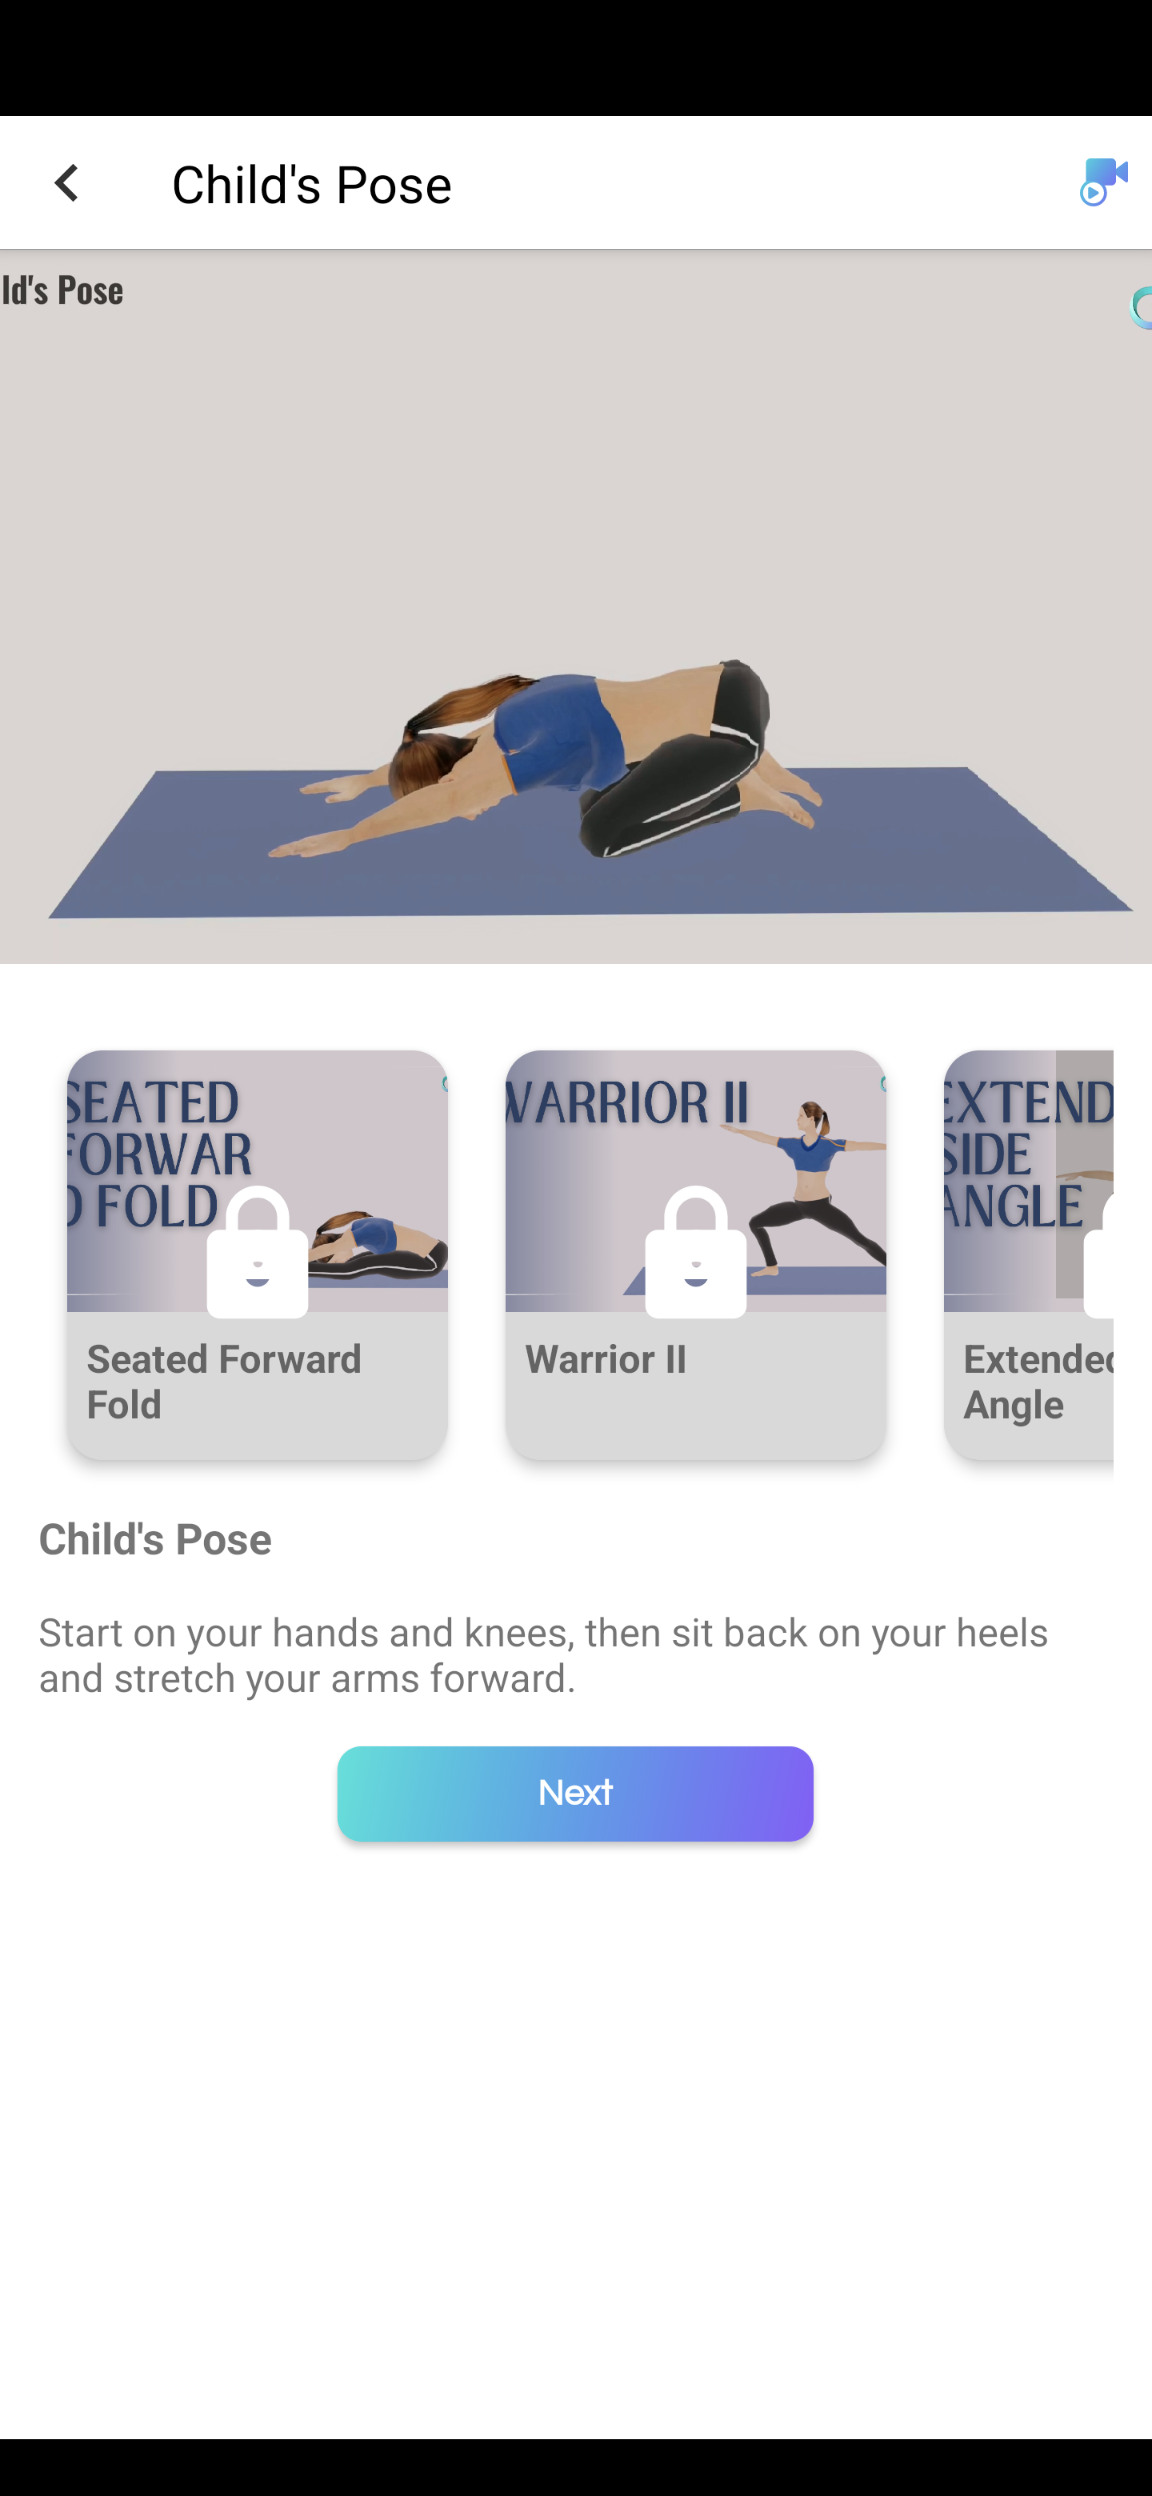 Child's Pose
ld's Pose
SEATED
FORWAR
D FOLD
WARRIOR II
EXTEND
SIDE
ANGLE
Seated Forward
Fold
Warrior II
Extended
Angle
Child's Pose
Start on your hands and knees, then sit back on your heels
and stretch your arms forward.
Next